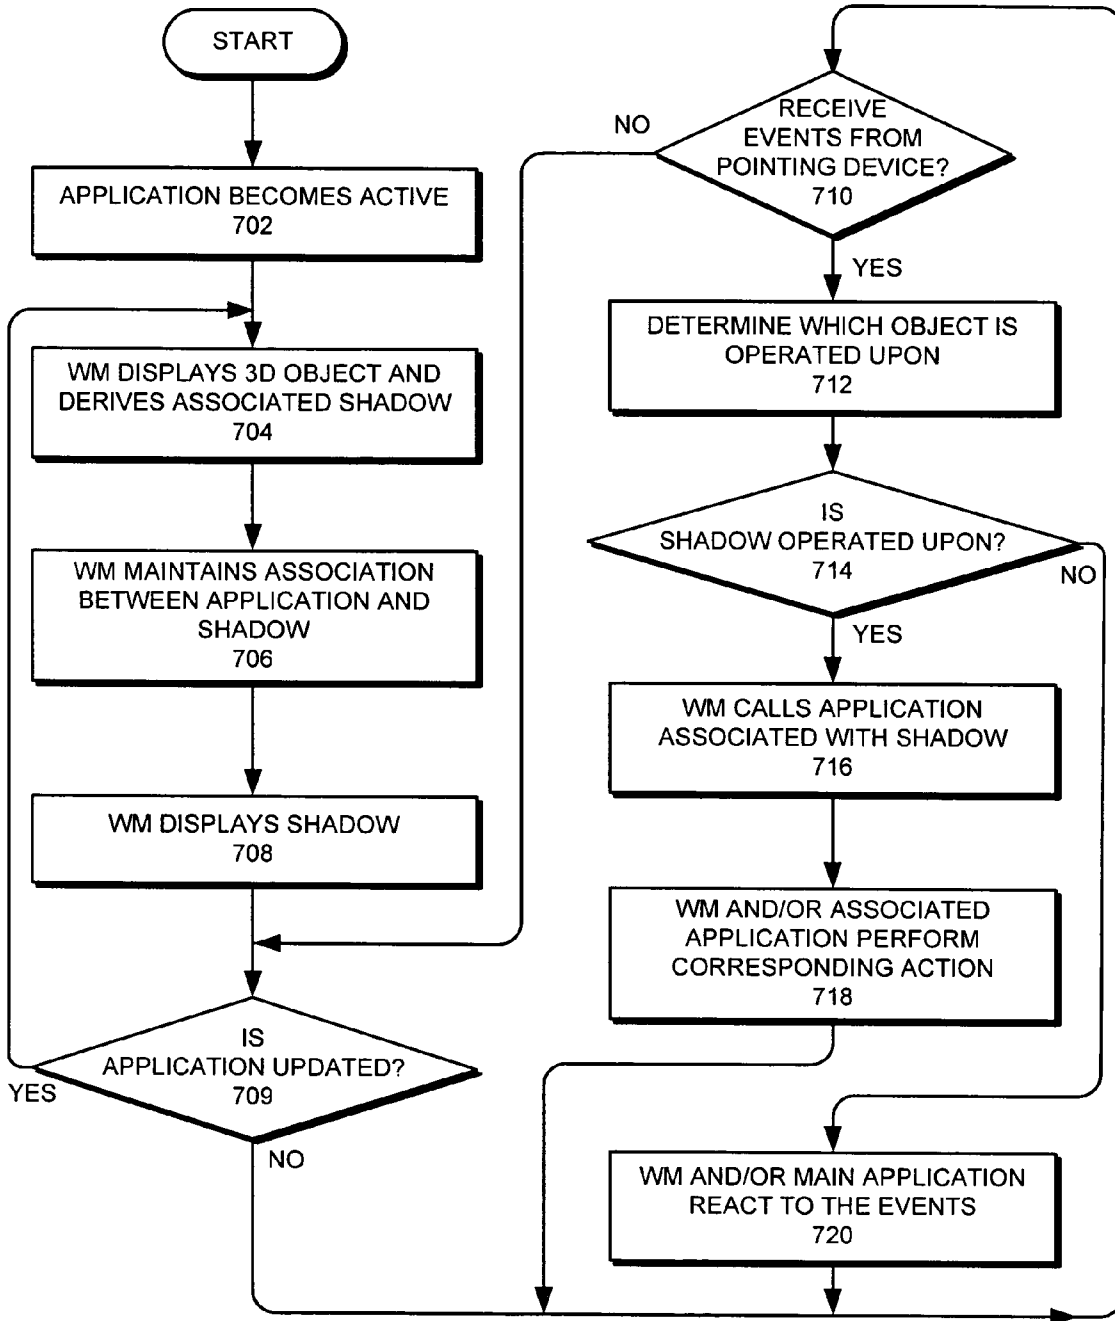 START
APPLICATION BECOMES ACTIVE
702
WM DISPLAYS 3D OBJECT AND
DERIVES ASSOCIATED SHADOW
704
WM MAINTAINS ASSOCIATION
BETWEEN APPLICATION AND
SHADOW
706
WM DISPLAYS SHADOW
708
IS
APPLICATION UPDATED?
709
YES
NO
RECEIVE
EVENTS FROM
POINTING DEVICE?
710
NO
YES
DETERMINE WHICH OBJECT IS
OPERATED UPON
712
IS
SHADOW OPERATED UPON?
714
NO
YES
WM CALLS APPLICATION
ASSOCIATED WITH SHADOW
716
WM AND/OR ASSOCIATED
APPLICATION PERFORM
CORRESPONDING ACTION
718
WM AND/OR MAIN APPLICATION
REACT TO THE EVENTS
720